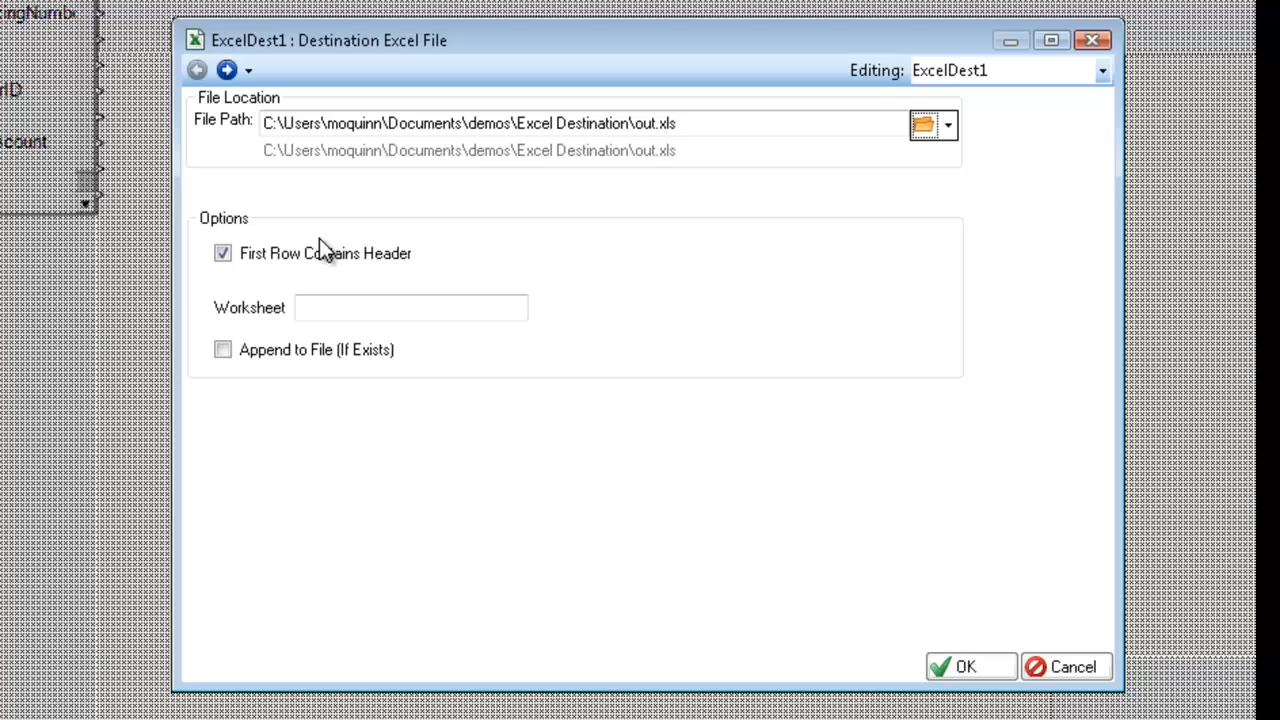 ExcelDest1 : Destination Excel File
Editing: ExcelDest1
File Location
File Path: C:\Users\moquinn\Documents\demos\Excel Destination\out.xls
C:\Users\moquinn\Documents\demos\Excel Destination\out.xls
Options
First Row Contains Header
Worksheet
Append to File (If Exists)
OK Cancel